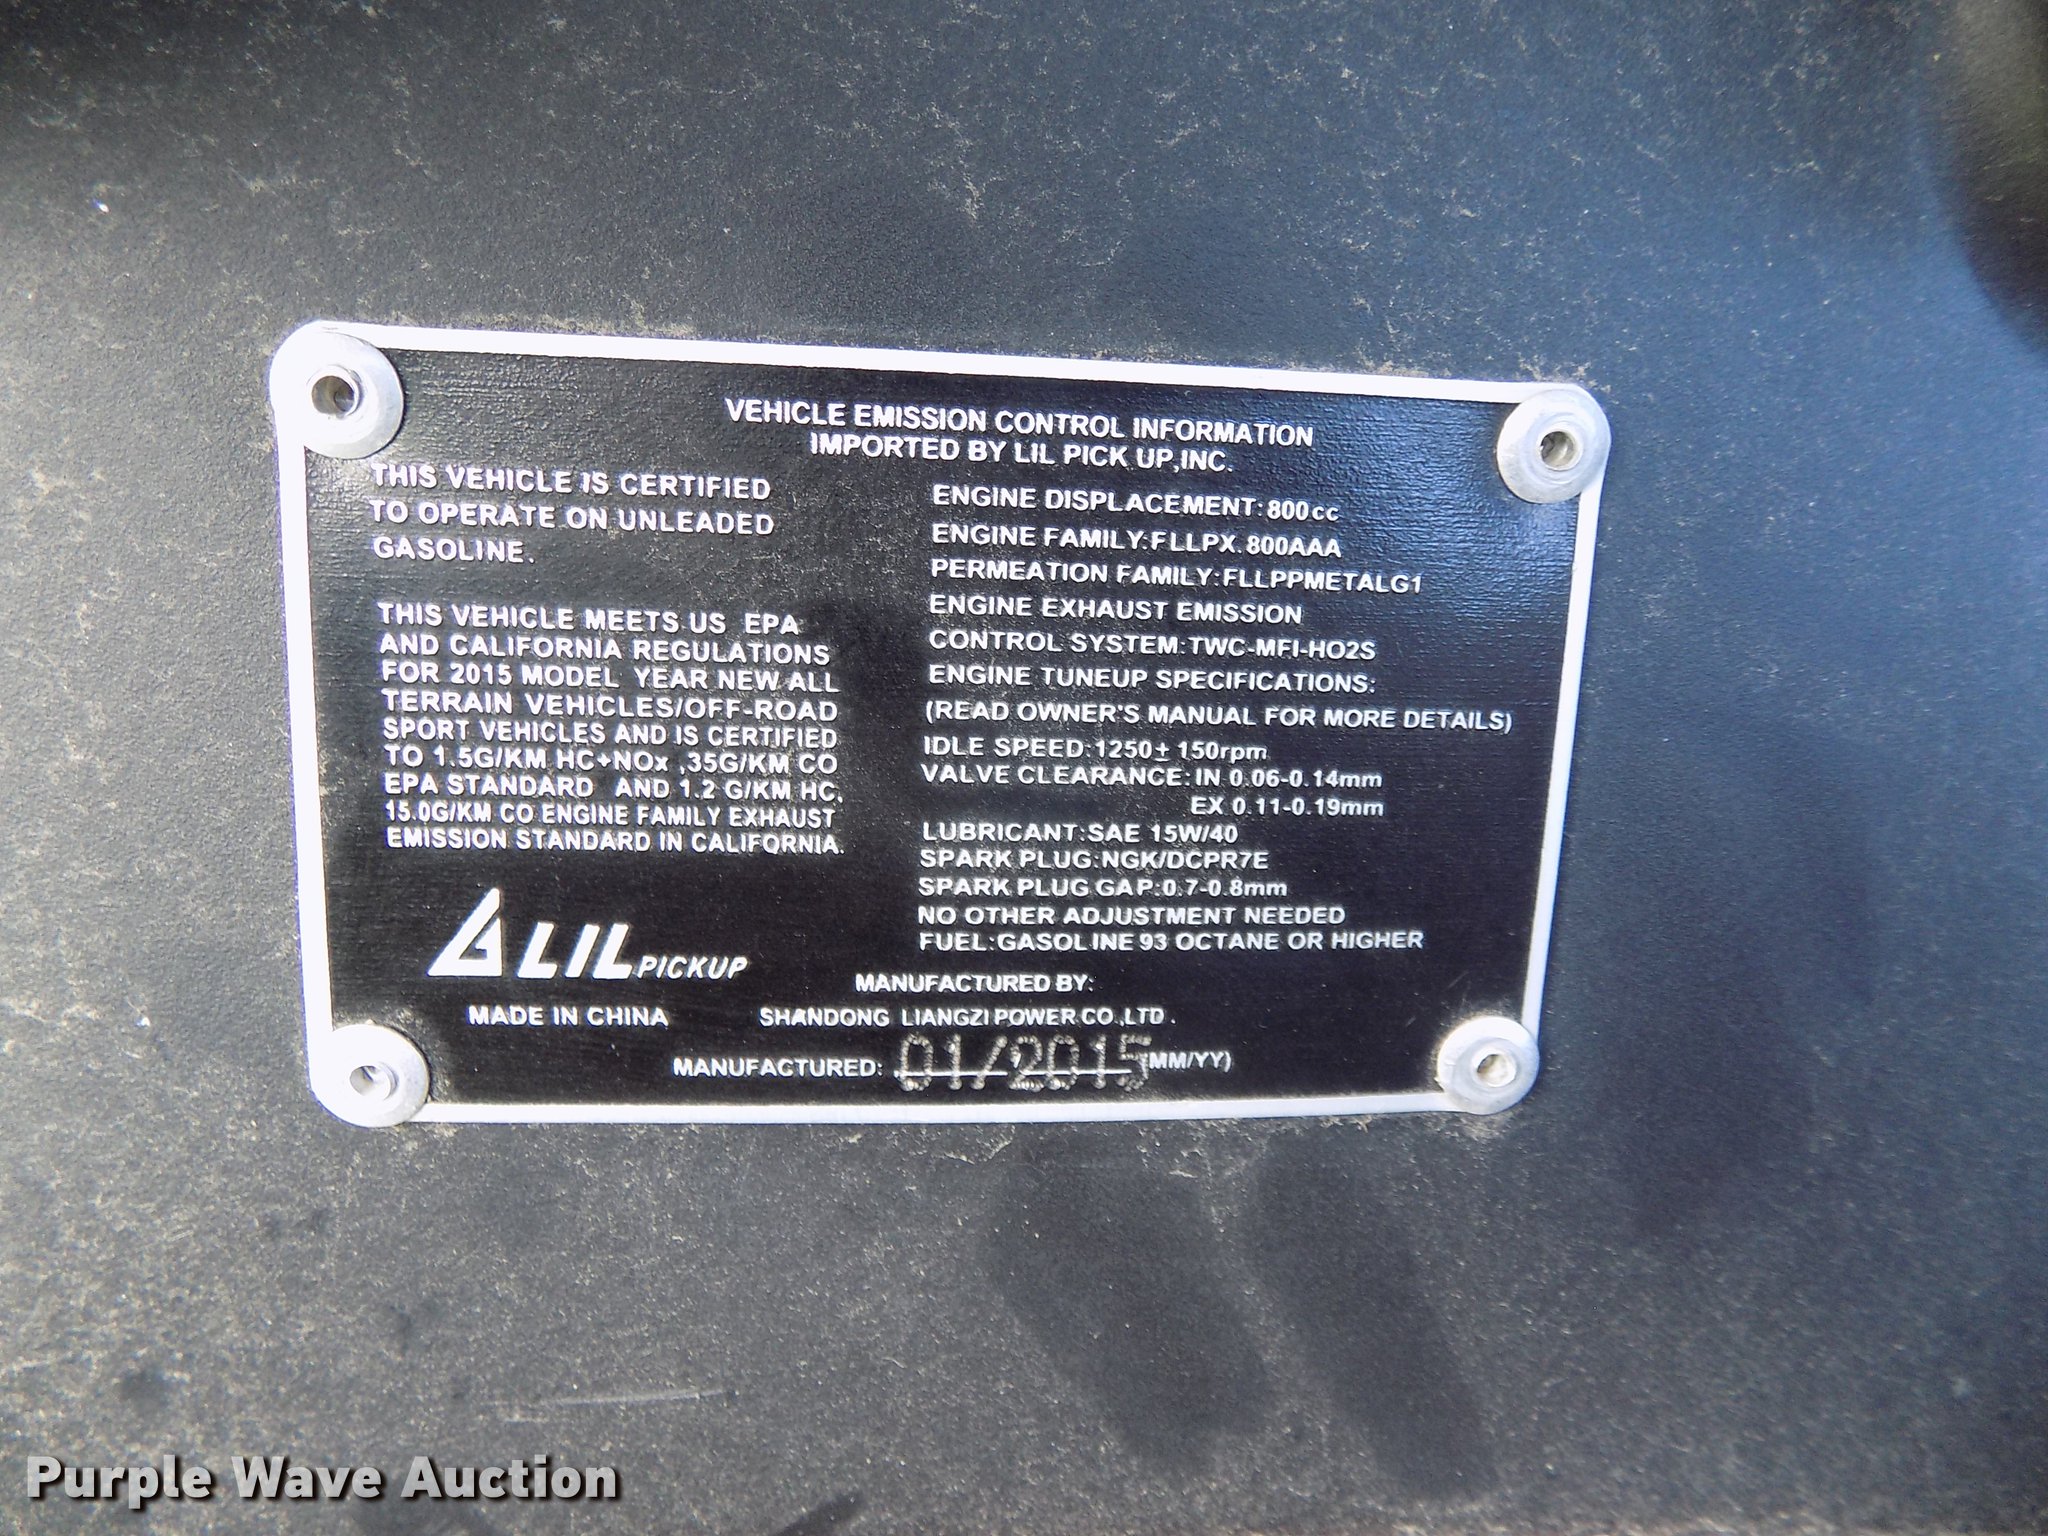 VEHICLE EMISSION CONTROL INFORMATION
IMPORTED BY LIL PICK UP,INC.
THIS VEHICLE IS CERTIFIED
TO OPERATE ON UNLEADED
GASOLINE.
THIS VEHICLE MEETS US EPA
AND CALIFORNIA REGULATIONS
FOR 2015 MODEL YEAR NEW ALL
TERRAIN VEHICLES/OFF-ROAD
SPORT VEHICLES AND IS CERTIFIED
TO 1.5G/KM HC+NOx ,35G/KM CO
EPA STANDARD AND 1.2 G/KM HC,
15.0G/KM CO ENGINE FAMILY EXHAUST
EMISSION STANDARD IN CALIFORNIA.
ENGINE DISPLACEMENT:800cc
ENGINE FAMILY:FLLPX.800AAA
PERMEATION FAMILY:FLLPPMETALG1
ENGINE EXHAUST EMISSION
CONTROL SYSTEM:TWC-MFI-HO2S
ENGINE TUNEUP SPECIFICATIONS:
(READ OWNER'S MANUAL FOR MORE DETAILS)
IDLE SPEED:1250± 150rpm
VALVE CLEARANCE: IN 0.06-0.14mm
EX 0.11-0.19mm
LUBRICANT:SAE 15W/40
SPARK PLUG:NGK/DCPR7E
SPARK PLUG GAP:0.7-0.8mm
NO OTHER ADJUSTMENT NEEDED
FUEL:GASOLINE 93 OCTANE OR HIGHER
LIL PICKUP
MADE IN CHINA
MANUFACTURED BY:
SHANDONG LIANGZI POWER CO.,LTD.
MANUFACTURED: 01/2015 (MM/YY)
Purple Wave Auction